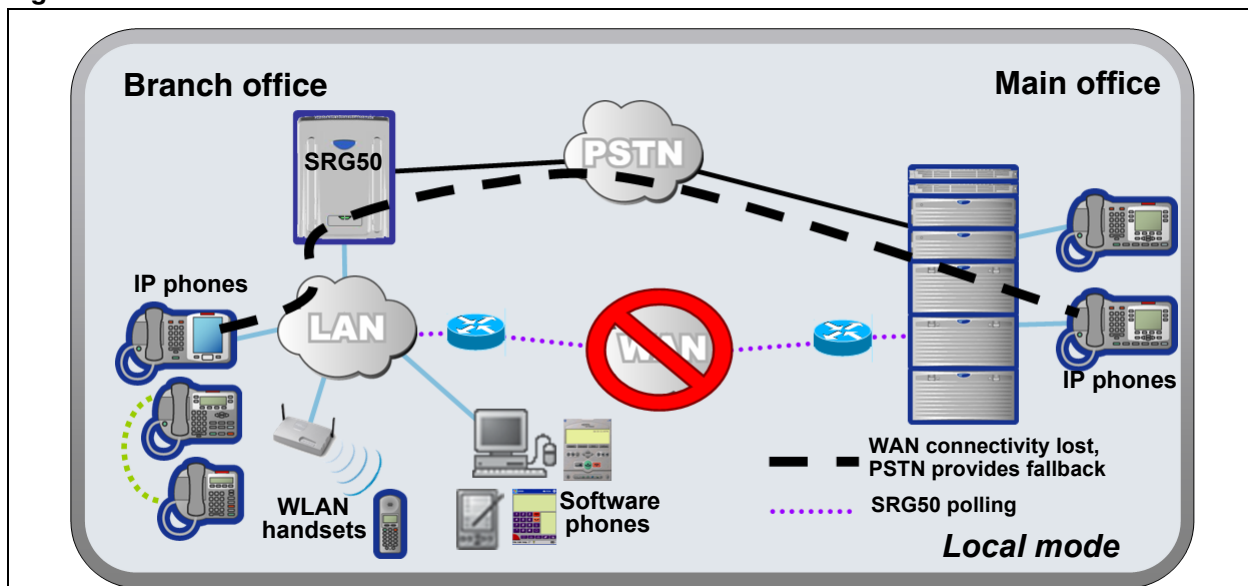 Branch office
Main office
SRG50
PSTN
IP phones
LAN
WAN
IP phones
WLAN
handsets
Software
phones
WAN connectivity lost,
PSTN provides fallback
SRG50 polling
Local mode